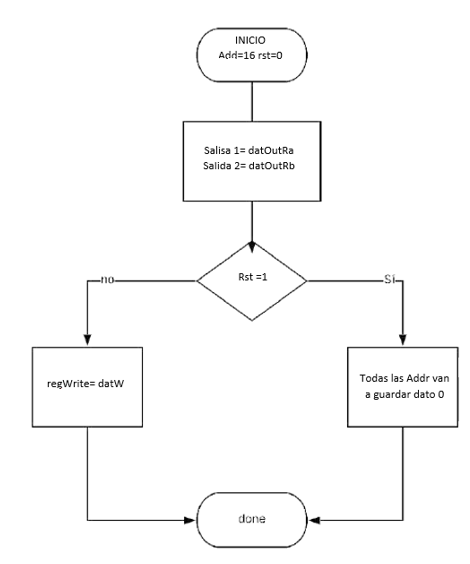 INICIO
Add=16 rst=0
Salisa 1= datOutRa
Salida 2= datOutRb
Rst =1
no
Sí
regWrite= datW
Todas las Addr van
a guardar dato 0
done